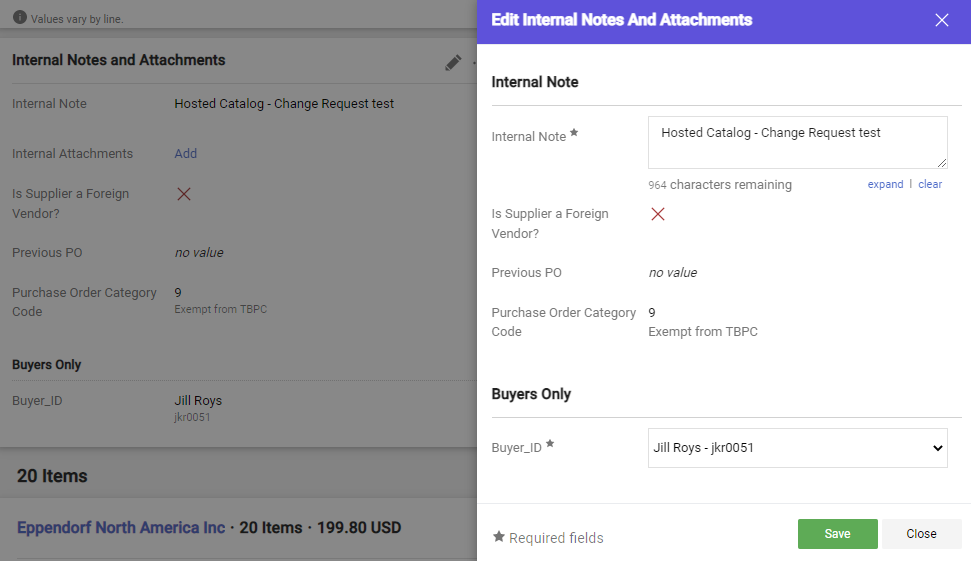 Values vary by line.
Internal Notes and Attachments
Internal Note
Hosted Catalog - Change Request test
Internal Attachments
Add
Is Supplier a Foreign
Vendor?
Previous PO
no value
Purchase Order Category
Code
9
Exempt from TBPC
Buyers Only
Buyer_ID
Jill Roys
jkr0051
20 Items
Eppendorf North America Inc · 20 Items · 199.80 USD
Edit Internal Notes And Attachments
Internal Note
Internal Note ★
Hosted Catalog - Change Request test
964 characters remaining
expand | clear
Is Supplier a Foreign
Vendor?
Previous PO
no value
Purchase Order Category
Code
9
Exempt from TBPC
Buyers Only
Buyer_ID ★
Jill Roys - jkr0051
★ Required fields
Save
Close